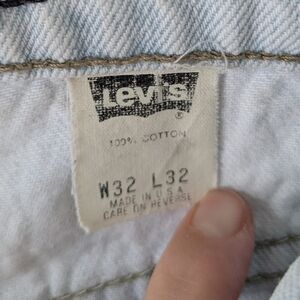 Levi's
®
100% COTTON
W32 L32
MADE IN U.S.A.
CARE ON REVERSE